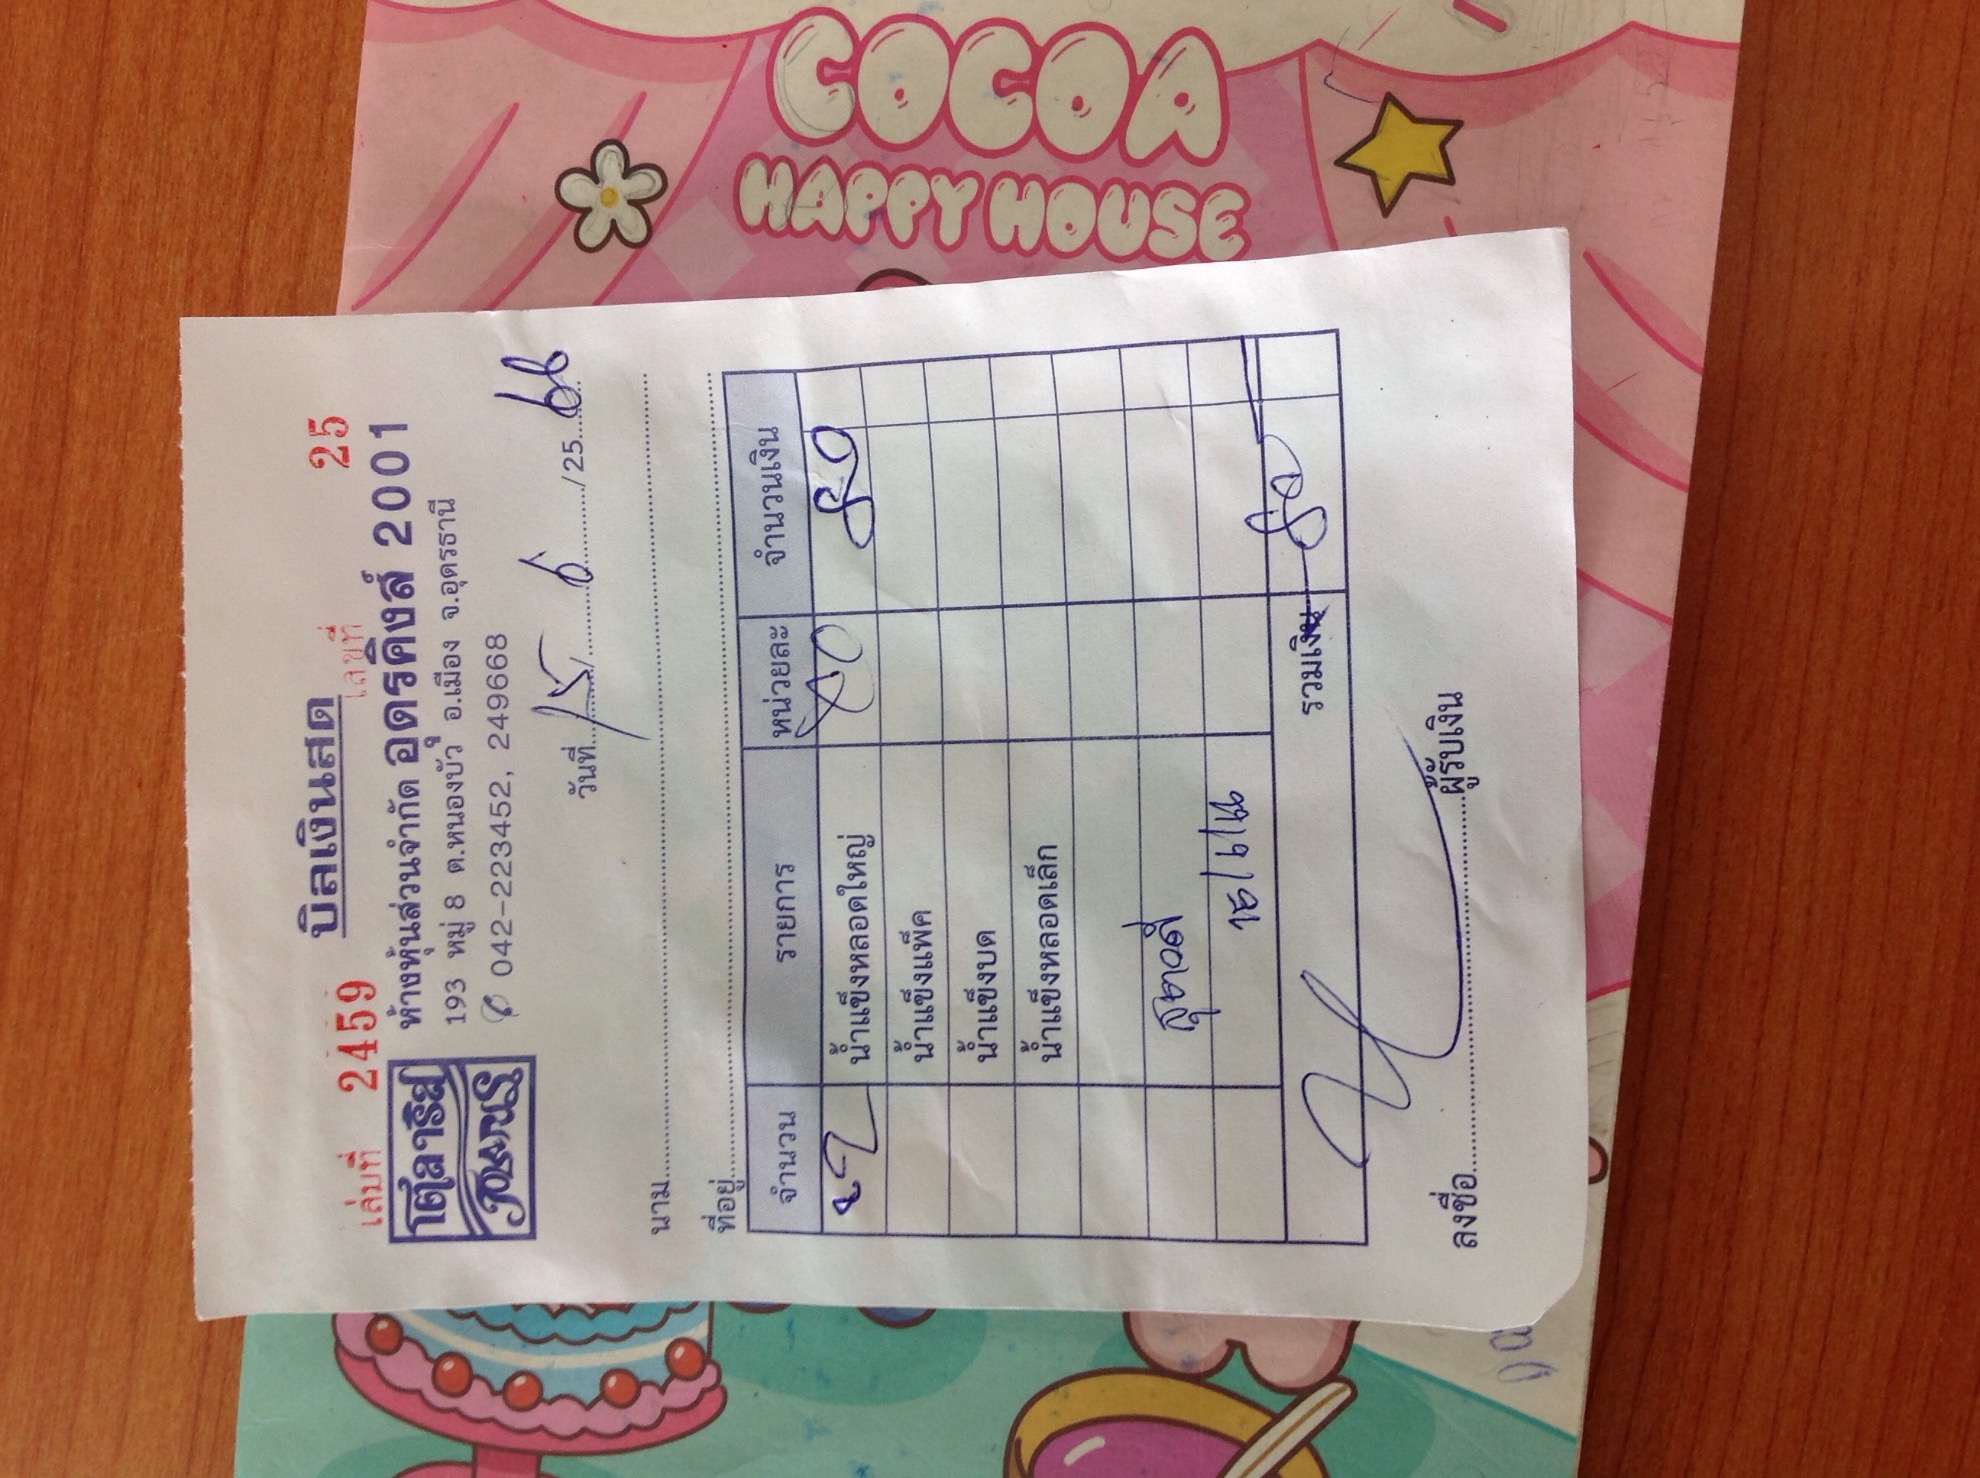 COCOA
HAPPY HOUSE
บิลเงินสด
เล่มที่ 2459 เลขที่ 25
โตลาริส
ห้างหุ้นส่วนจำกัด อุดรคิงส์ 2001
193 หมู่ 8 ต.หนองบัว อ.เมือง จ.อุดรธานี
042-223452, 249668
วันที่ 15 / 6 / 25 66
นาม
ที่อยู่
จำนวน รายการ หน่วยละ จำนวนเงิน
2 น้ำแข็งหลอดใหญ่ 40 80
น้ำแข็งแพ็ค
น้ำแข็งบด
น้ำแข็งหลอดเล็ก
รวมเงิน 80
ลงชื่อ ผู้รับเงิน